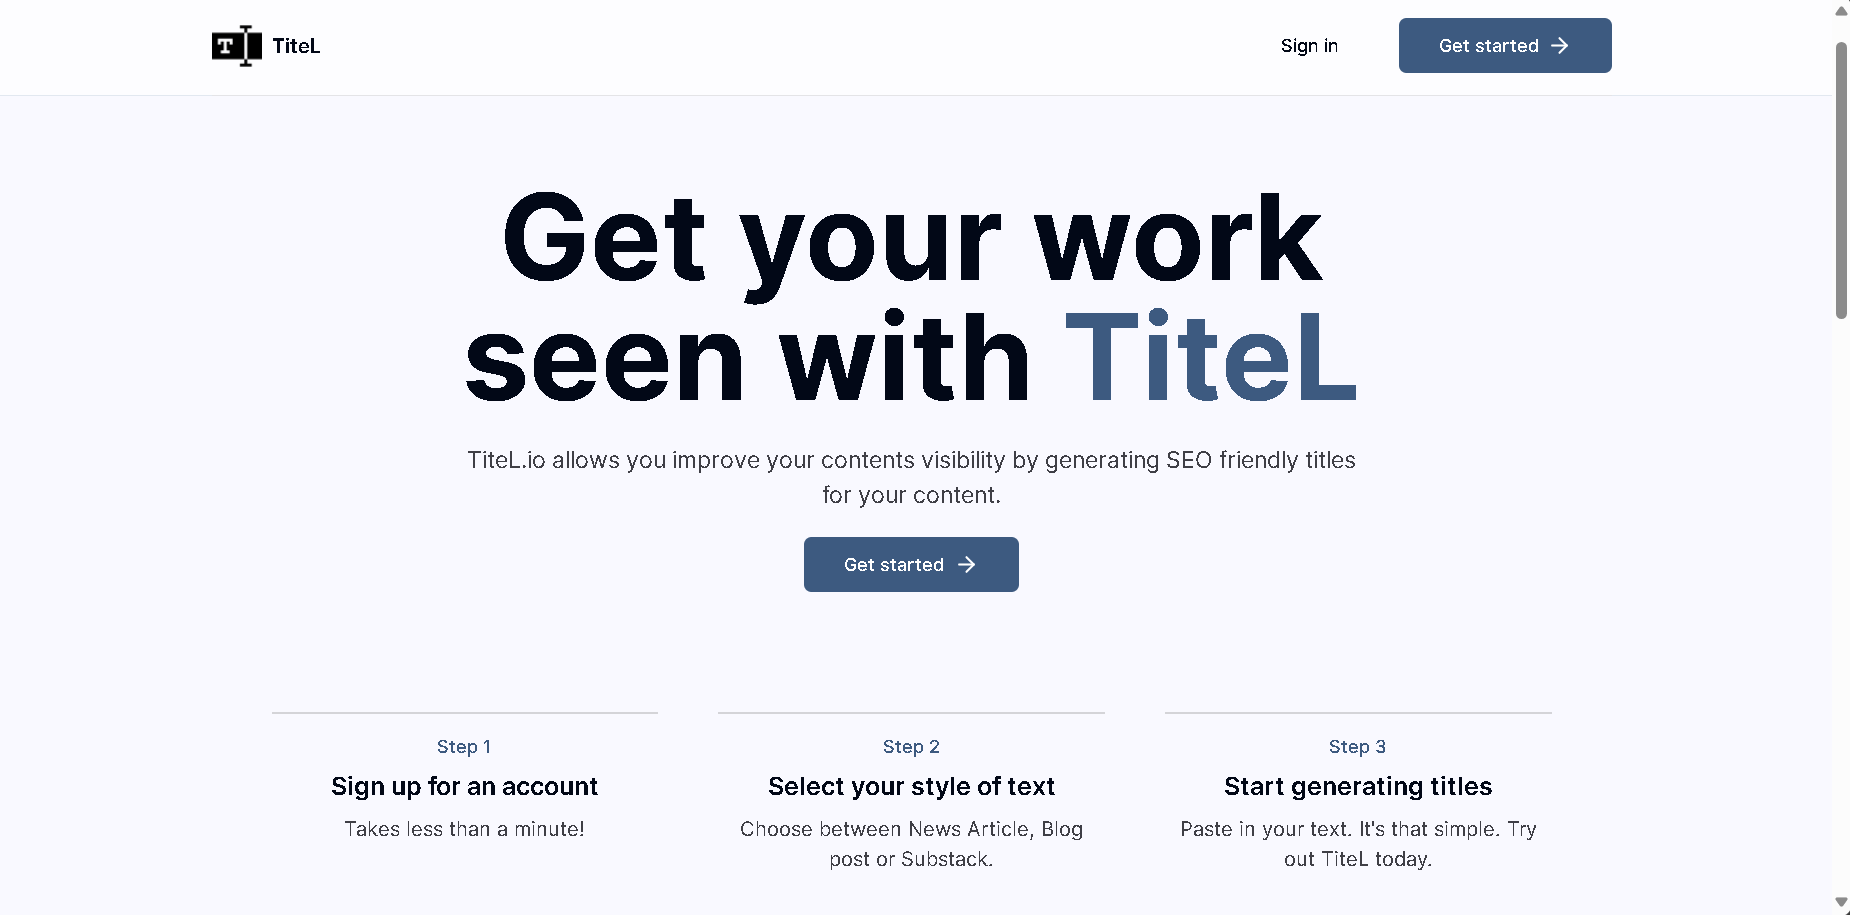 T TiteL
Sign in
Get started
Get your work
seen with TiteL
TiteL.io allows you improve your contents visibility by generating SEO friendly titles
for your content.
Get started
Step 1
Sign up for an account
Takes less than a minute!
Step 2
Select your style of text
Choose between News Article, Blog
post or Substack.
Step 3
Start generating titles
Paste in your text. It's that simple. Try
out TiteL today.